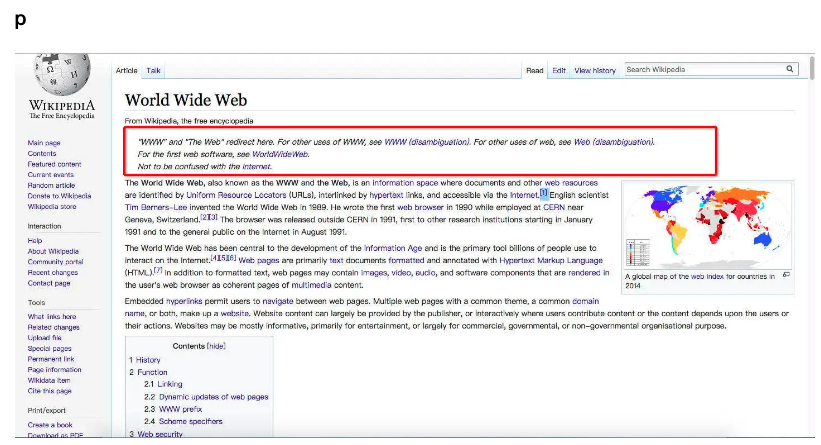 p
Article Talk Read Edit View history Search Wikipedia
WIKIPEDIA
The Free Encyclopedia
Main page
Contents
Featured content
Current events
Random article
Donate to Wikipedia
Wikipedia store
Interaction
Help
About Wikipedia
Community portal
Recent changes
Contact page
Tools
What links here
Related changes
Upload file
Special pages
Permanent link
Page information
Wikidata item
Cite this page
Print/export
Create a book
Download as PDF
World Wide Web
From Wikipedia, the free encyclopedia
"WWW" and "The Web" redirect here. For other uses of WWW, see WWW (disambiguation). For other uses of web, see Web (disambiguation).
For the first web software, see WorldWideWeb.
Not to be confused with the Internet.
The World Wide Web, also known as the WWW and the Web, is an information space where documents and other web resources
are identified by Uniform Resource Locators (URLs), interlinked by hypertext links, and accessible via the Internet.[1] English scientist
Tim Berners-Lee invented the World Wide Web in 1989. He wrote the first web browser in 1990 while employed at CERN near
Geneva, Switzerland.[2][3] The browser was released outside CERN in 1991, first to other research institutions starting in January
1991 and to the general public on the Internet in August 1991.
The World Wide Web has been central to the development of the Information Age and is the primary tool billions of people use to
interact on the Internet.[4][5][6] Web pages are primarily text documents formatted and annotated with Hypertext Markup Language
(HTML).[7] In addition to formatted text, web pages may contain images, video, audio, and software components that are rendered in
the user's web browser as coherent pages of multimedia content.
A global map of the web index for countries in
2014
Embedded hyperlinks permit users to navigate between web pages. Multiple web pages with a common theme, a common domain
name, or both, make up a website. Website content can largely be provided by the publisher, or interactively where users contribute content or the content depends upon the users or
their actions. Websites may be mostly informative, primarily for entertainment, or largely for commercial, governmental, or non-governmental organisational purpose.
Contents [hide]
1 History
2 Function
2.1 Linking
2.2 Dynamic updates of web pages
2.3 WWW prefix
2.4 Scheme specifiers
3 Web security